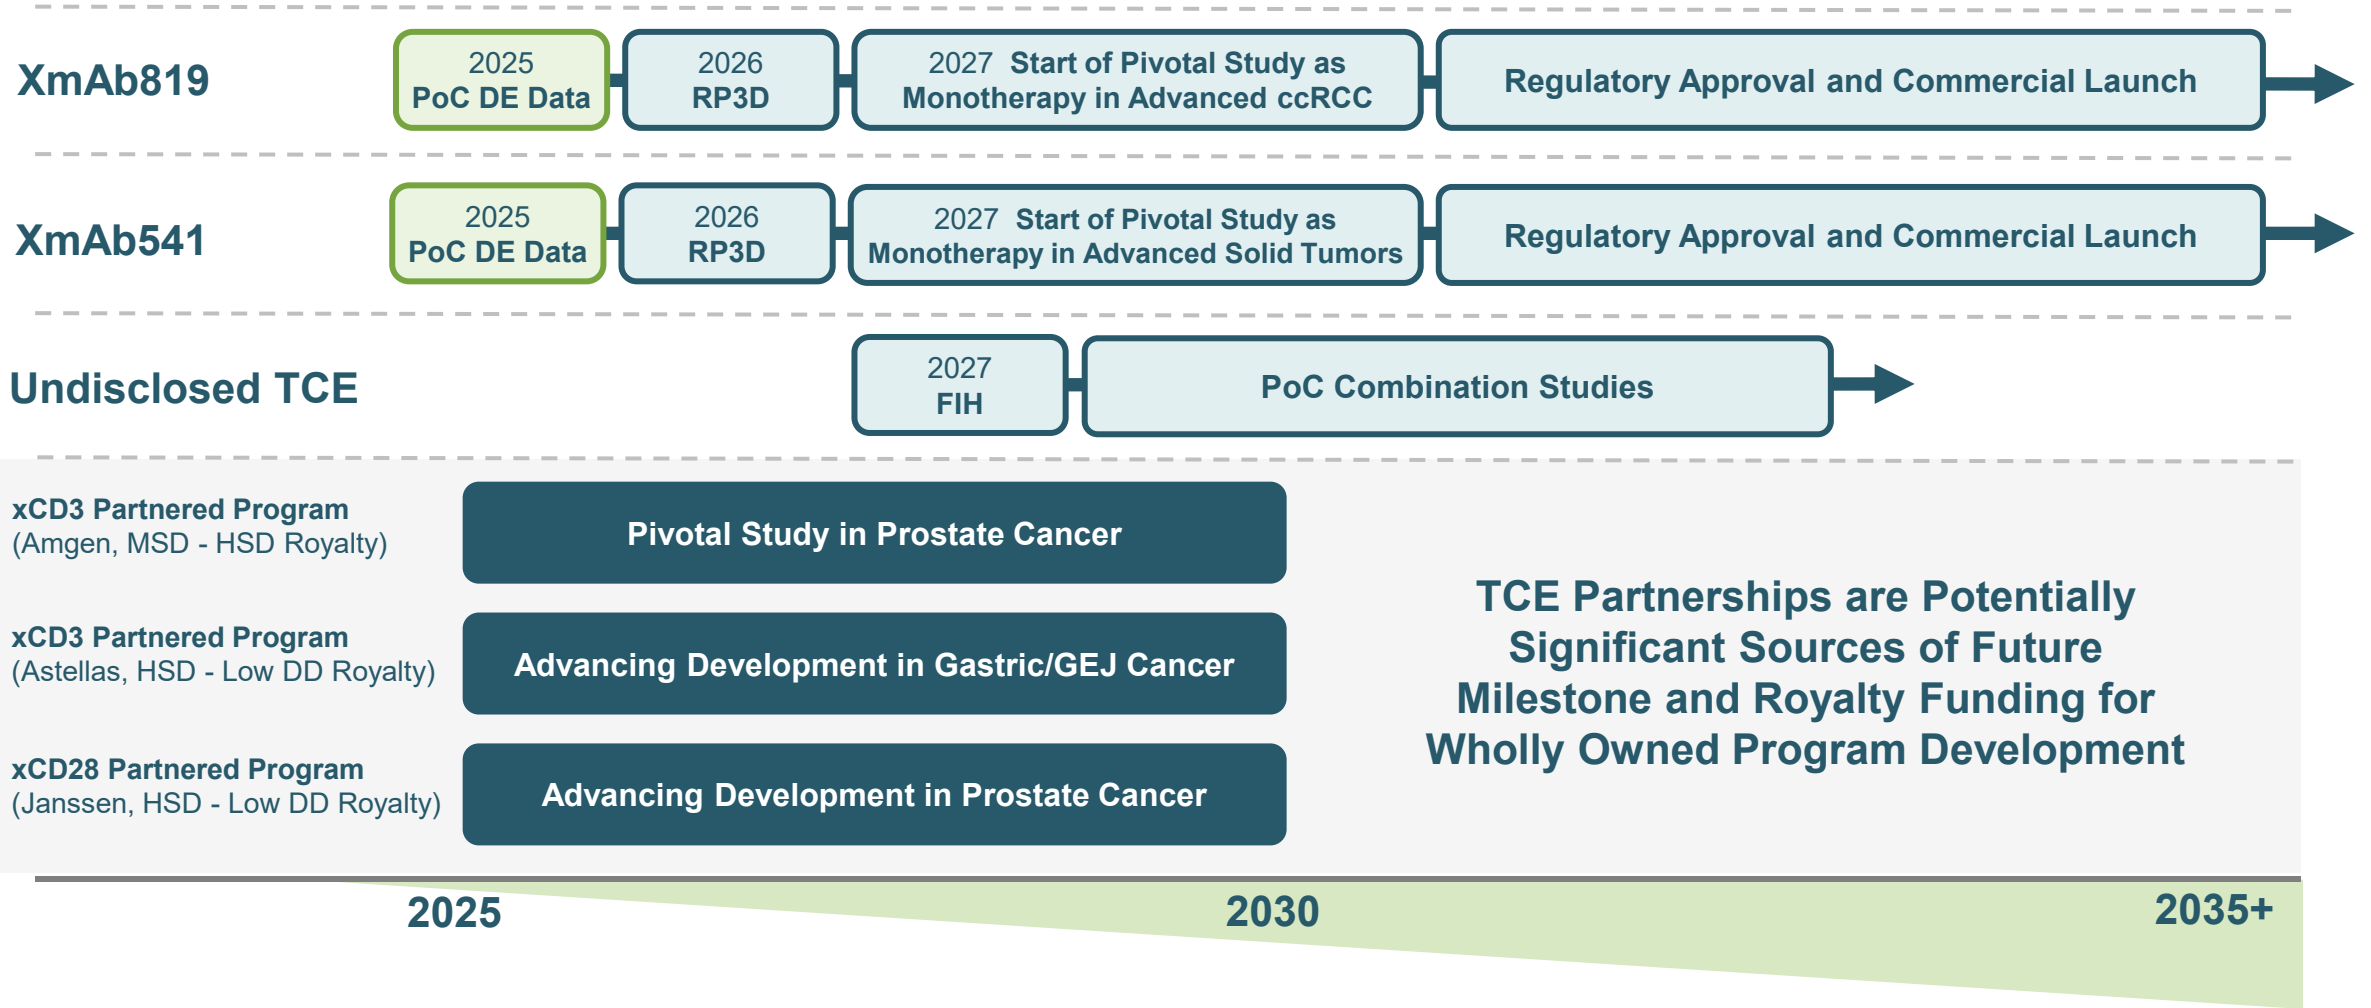 XmAb819
2025
PoC DE Data
2026
RP3D
2027 Start of Pivotal Study as
Monotherapy in Advanced ccRCC
Regulatory Approval and Commercial Launch
XmAb541
2025
PoC DE Data
2026
RP3D
2027 Start of Pivotal Study as
Monotherapy in Advanced Solid Tumors
Regulatory Approval and Commercial Launch
Undisclosed TCE
2027
FIH
PoC Combination Studies
xCD3 Partnered Program
(Amgen, MSD - HSD Royalty)
Pivotal Study in Prostate Cancer
xCD3 Partnered Program
(Astellas, HSD - Low DD Royalty)
Advancing Development in Gastric/GEJ Cancer
xCD28 Partnered Program
(Janssen, HSD - Low DD Royalty)
Advancing Development in Prostate Cancer
TCE Partnerships are Potentially
Significant Sources of Future
Milestone and Royalty Funding for
Wholly Owned Program Development
2025
2030
2035+